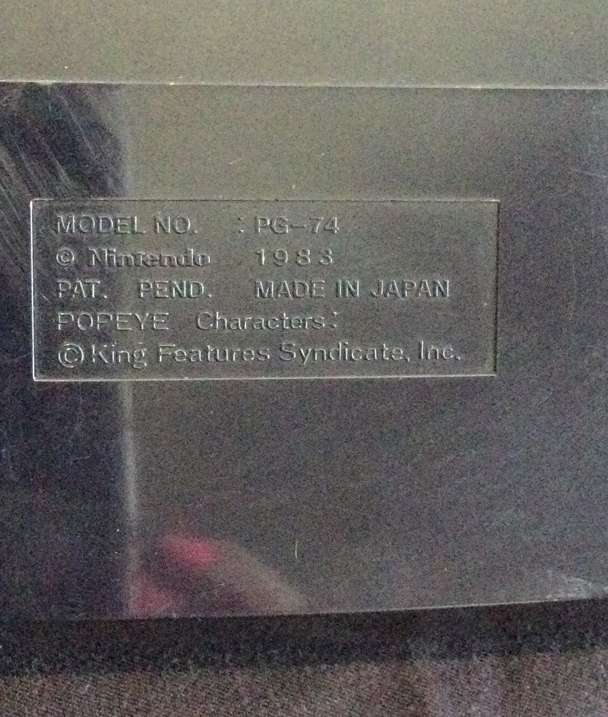 MODEL NO. : PG-74
© Nintendo 1983
PAT. PEND. MADE IN JAPAN
POPEYE Characters:
© King Features Syndicate, Inc.